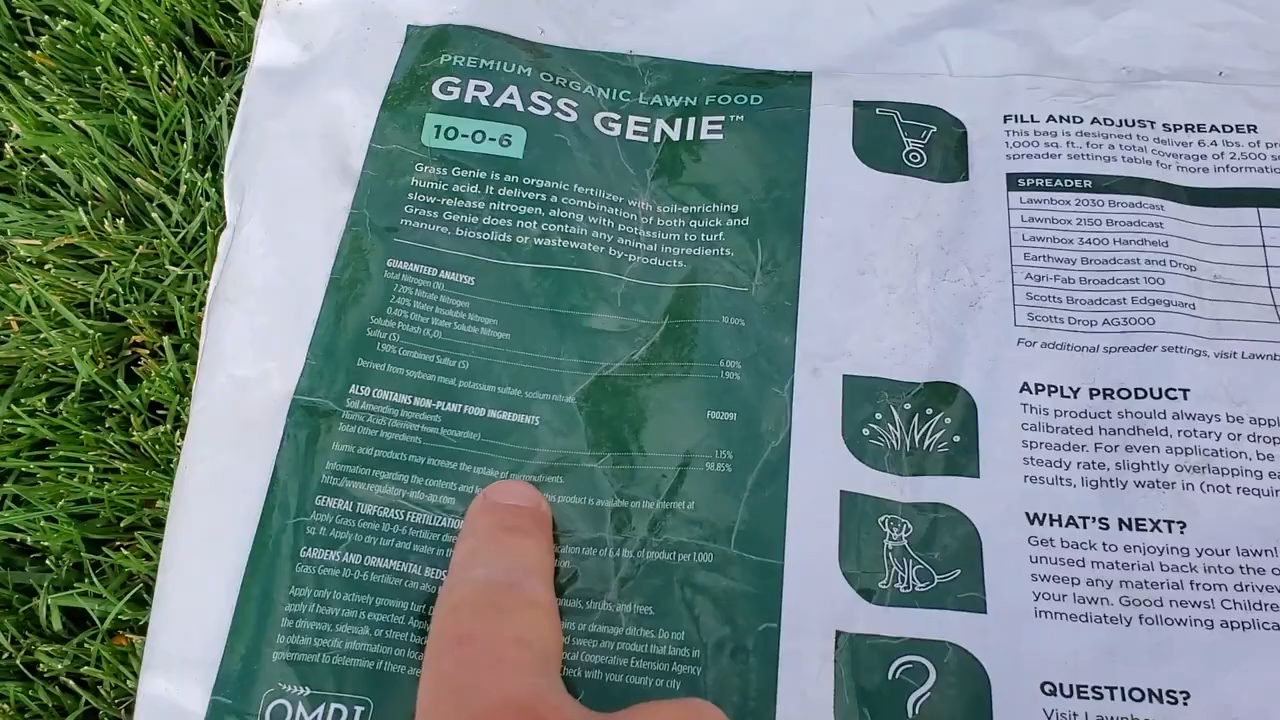 PREMIUM ORGANIC LAWN FOOD
GRASS GENIE™
10-0-6
Grass Genie is an organic fertilizer with soil-enriching
humic acid. It delivers a combination of both quick and
slow-release nitrogen, along with potassium to turf.
Grass Genie does not contain any animal ingredients,
manure, biosolids or wastewater by-products.
GUARANTEED ANALYSIS
Total Nitrogen (N) 10.00%
7.20% Nitrate Nitrogen
2.40% Water Insoluble Nitrogen
0.40% Other Water Soluble Nitrogen
Soluble Potash (K₂O) 6.00%
Sulfur (S) 1.90%
1.90% Combined Sulfur (S)
Derived from soybean meal, potassium sulfate, sodium nitrate.
F002091
ALSO CONTAINS NON-PLANT FOOD INGREDIENTS
Soil Amending Ingredients
Humic Acids (derived from leonardite) 1.15%
Total Other Ingredients 98.85%
Humic acid products may increase the uptake of micronutrients.
Information regarding the contents and this product is available on the internet at
http://www.regulatory-info-ap.com
GENERAL TURFGRASS FERTILIZATION
Apply Grass Genie 10-0-6 fertilizer rate of 6.4 lbs. of product per 1,000
sq. ft. Apply to dry turf and water in
GARDENS AND ORNAMENTAL BEDS
Grass Genie 10-0-6 fertilizer can also shrubs, and trees.
Apply only to actively growing turf. or drainage ditches. Do not
apply if heavy rain is expected. Apply sweep any product that lands in
the driveway, sidewalk, or street Cooperative Extension Agency
to obtain specific information on Check with your county or city
government to determine if there are
OMRI
FILL AND ADJUST SPREADER
This bag is designed to deliver 6.4 lbs. of
1,000 sq. ft., for a total coverage of 2,500
spreader settings table for more
SPREADER
Lawnbox 2030 Broadcast
Lawnbox 2150 Broadcast
Lawnbox 3400 Handheld
Earthway Broadcast and Drop
Agri-Fab Broadcast 100
Scotts Broadcast Edgeguard
Scotts Drop AG3000
For additional spreader settings, visit
APPLY PRODUCT
This product should always be
calibrated handheld, rotary or drop
spreader. For even application, be
steady rate, slightly overlapping
results, lightly water in (not
WHAT'S NEXT?
Get back to enjoying your lawn!
unused material back into the
sweep any material from
your lawn. Good news!
immediately following
QUESTIONS?
Visit